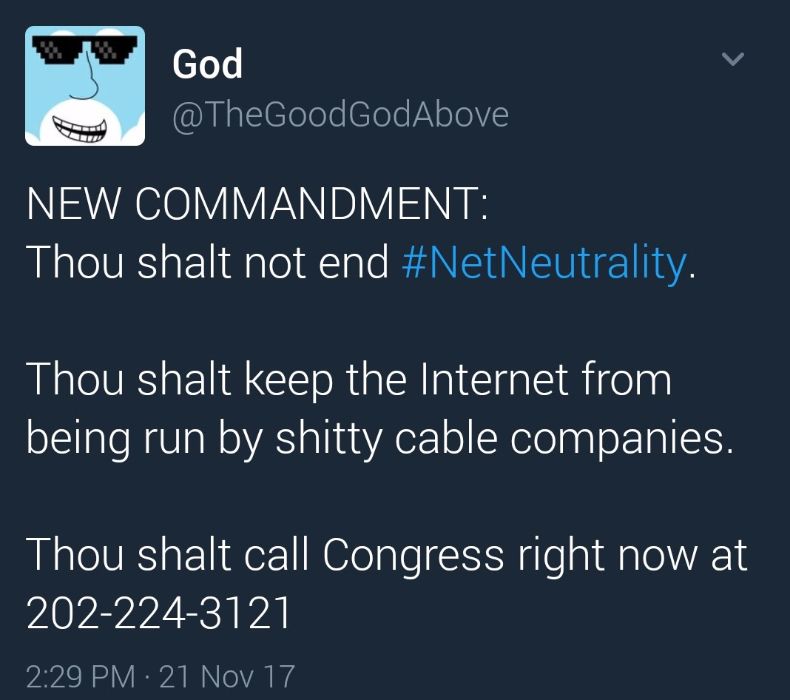 God
@TheGoodGodAbove
NEW COMMANDMENT:
Thou shalt not end #NetNeutrality.
Thou shalt keep the Internet from
being run by shitty cable companies.
Thou shalt call Congress right now at
202-224-3121
2:29 PM · 21 Nov 17